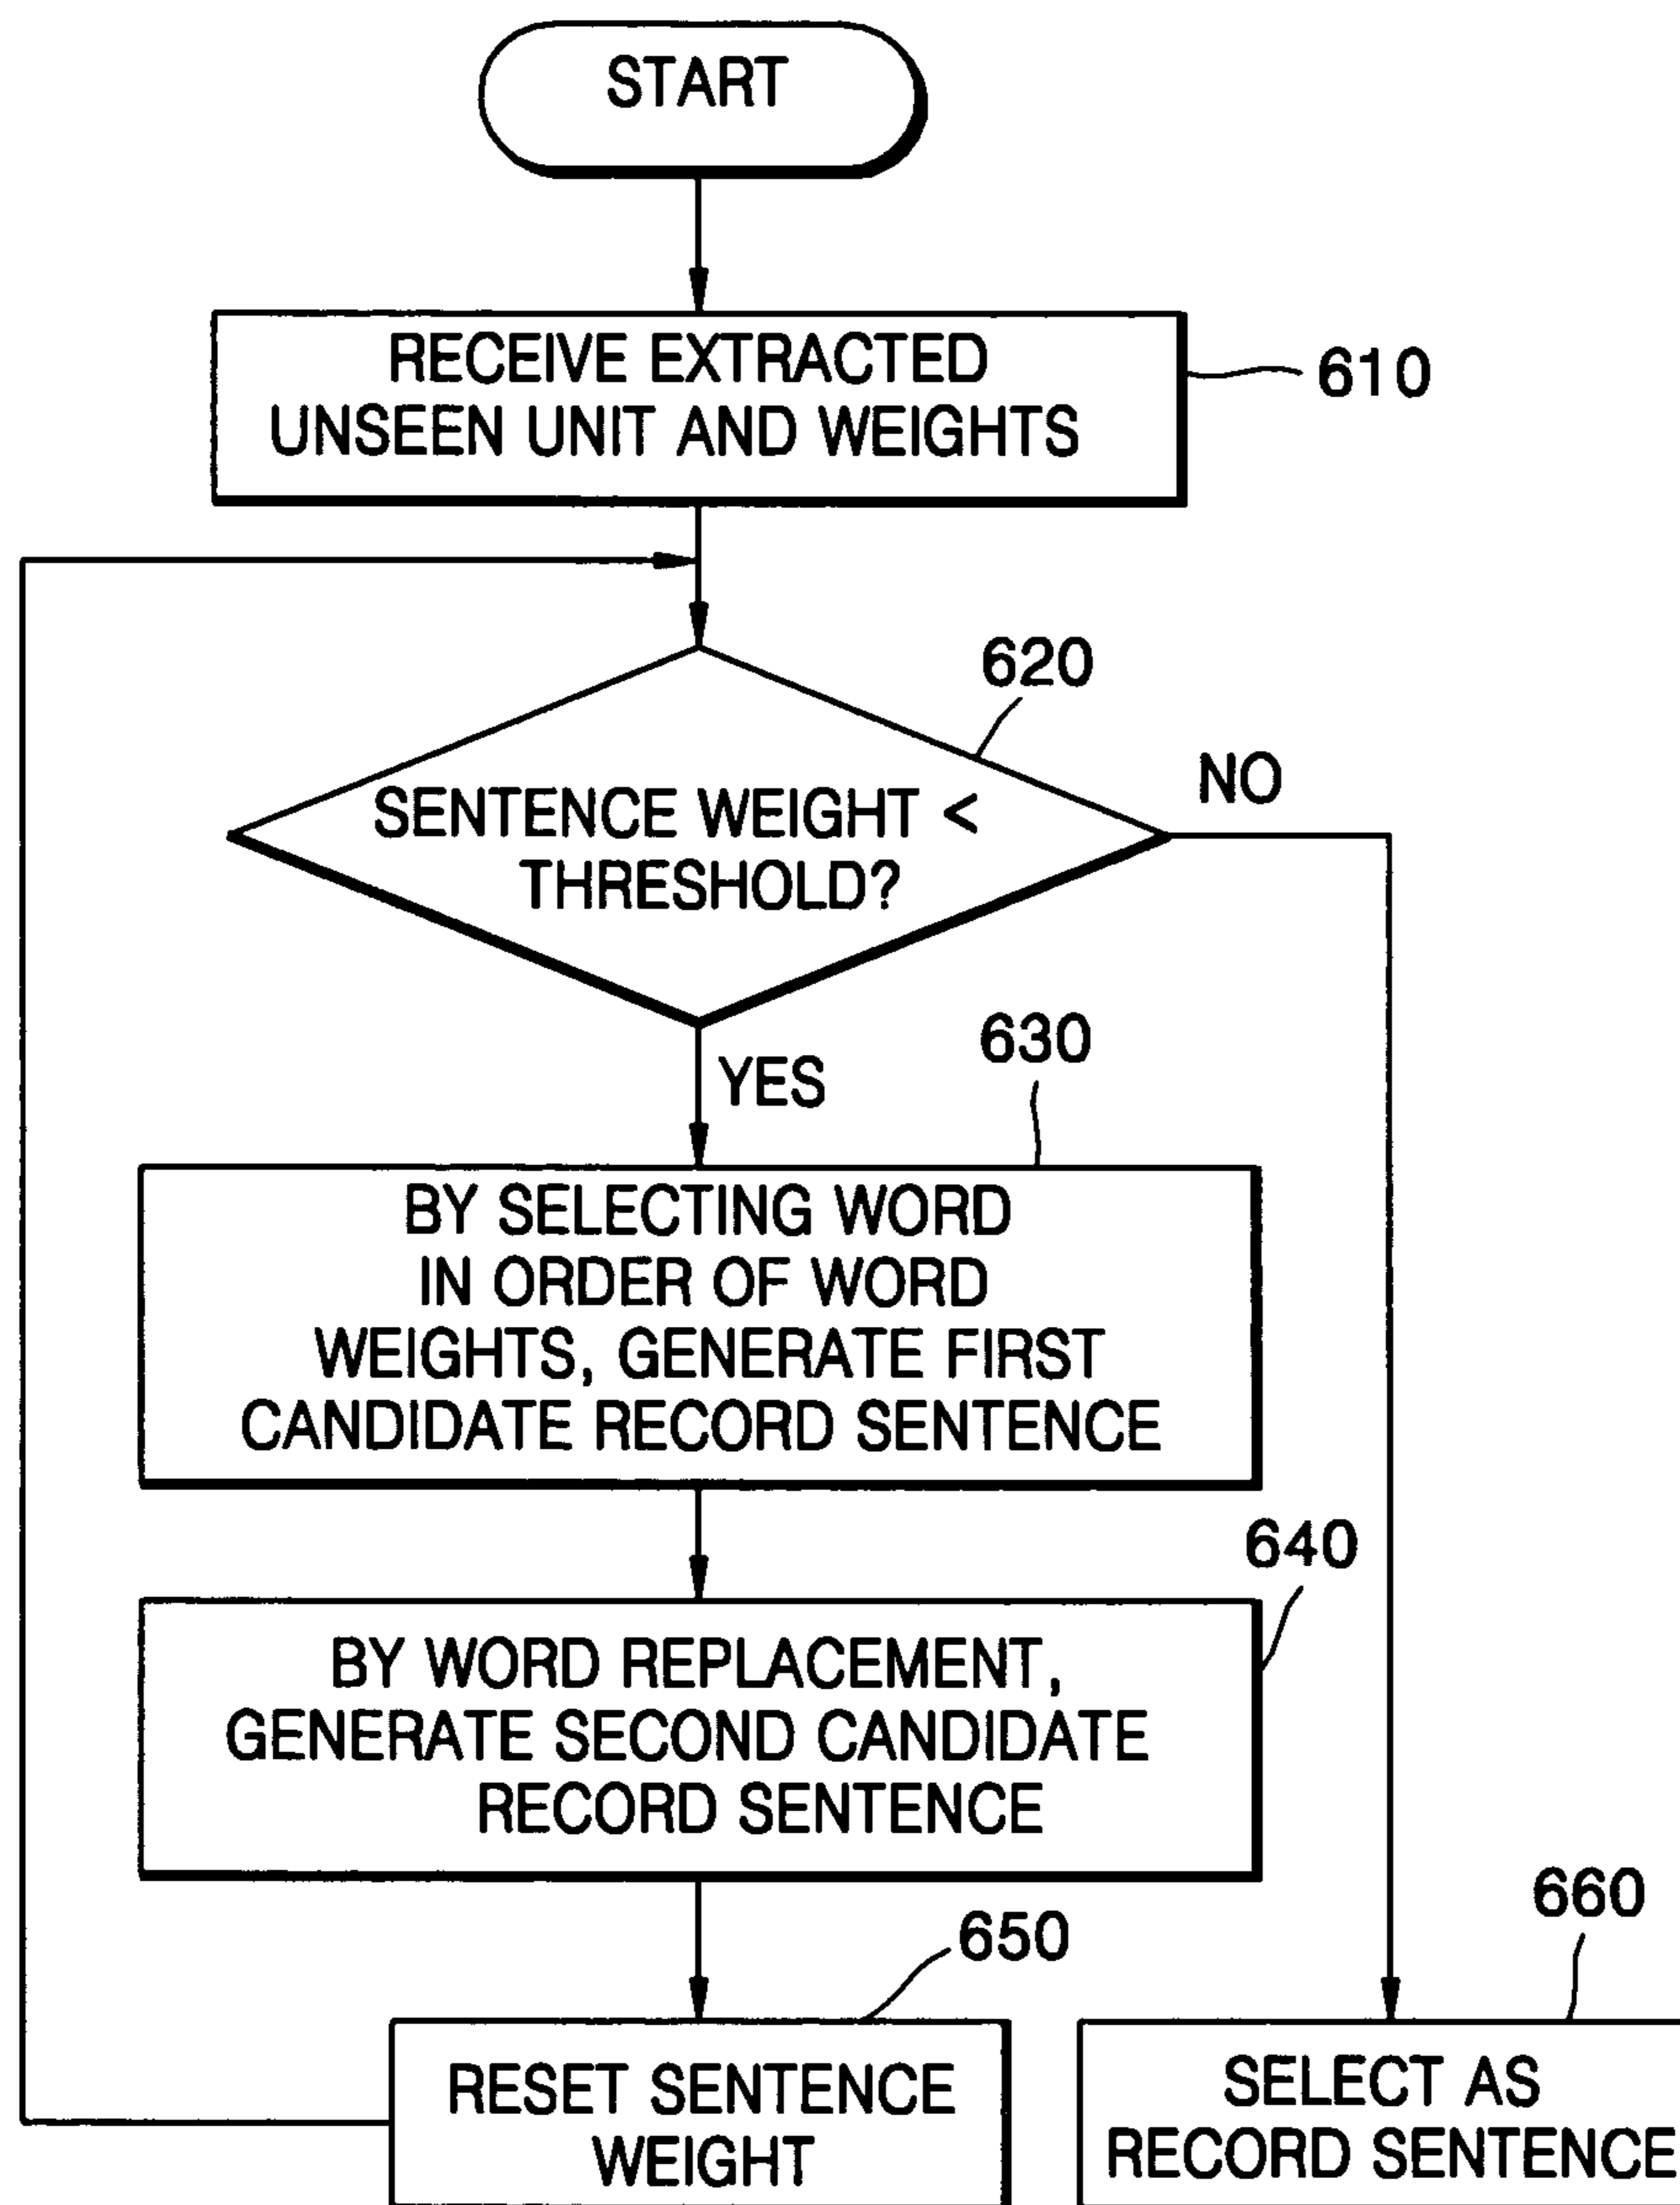 START
RECEIVE EXTRACTED
UNSEEN UNIT AND WEIGHTS
610
620
SENTENCE WEIGHT <
THRESHOLD?
NO
YES
630
BY SELECTING WORD
IN ORDER OF WORD
WEIGHTS, GENERATE FIRST
CANDIDATE RECORD SENTENCE
640
BY WORD REPLACEMENT,
GENERATE SECOND CANDIDATE
RECORD SENTENCE
650
RESET SENTENCE
WEIGHT
660
SELECT AS
RECORD SENTENCE